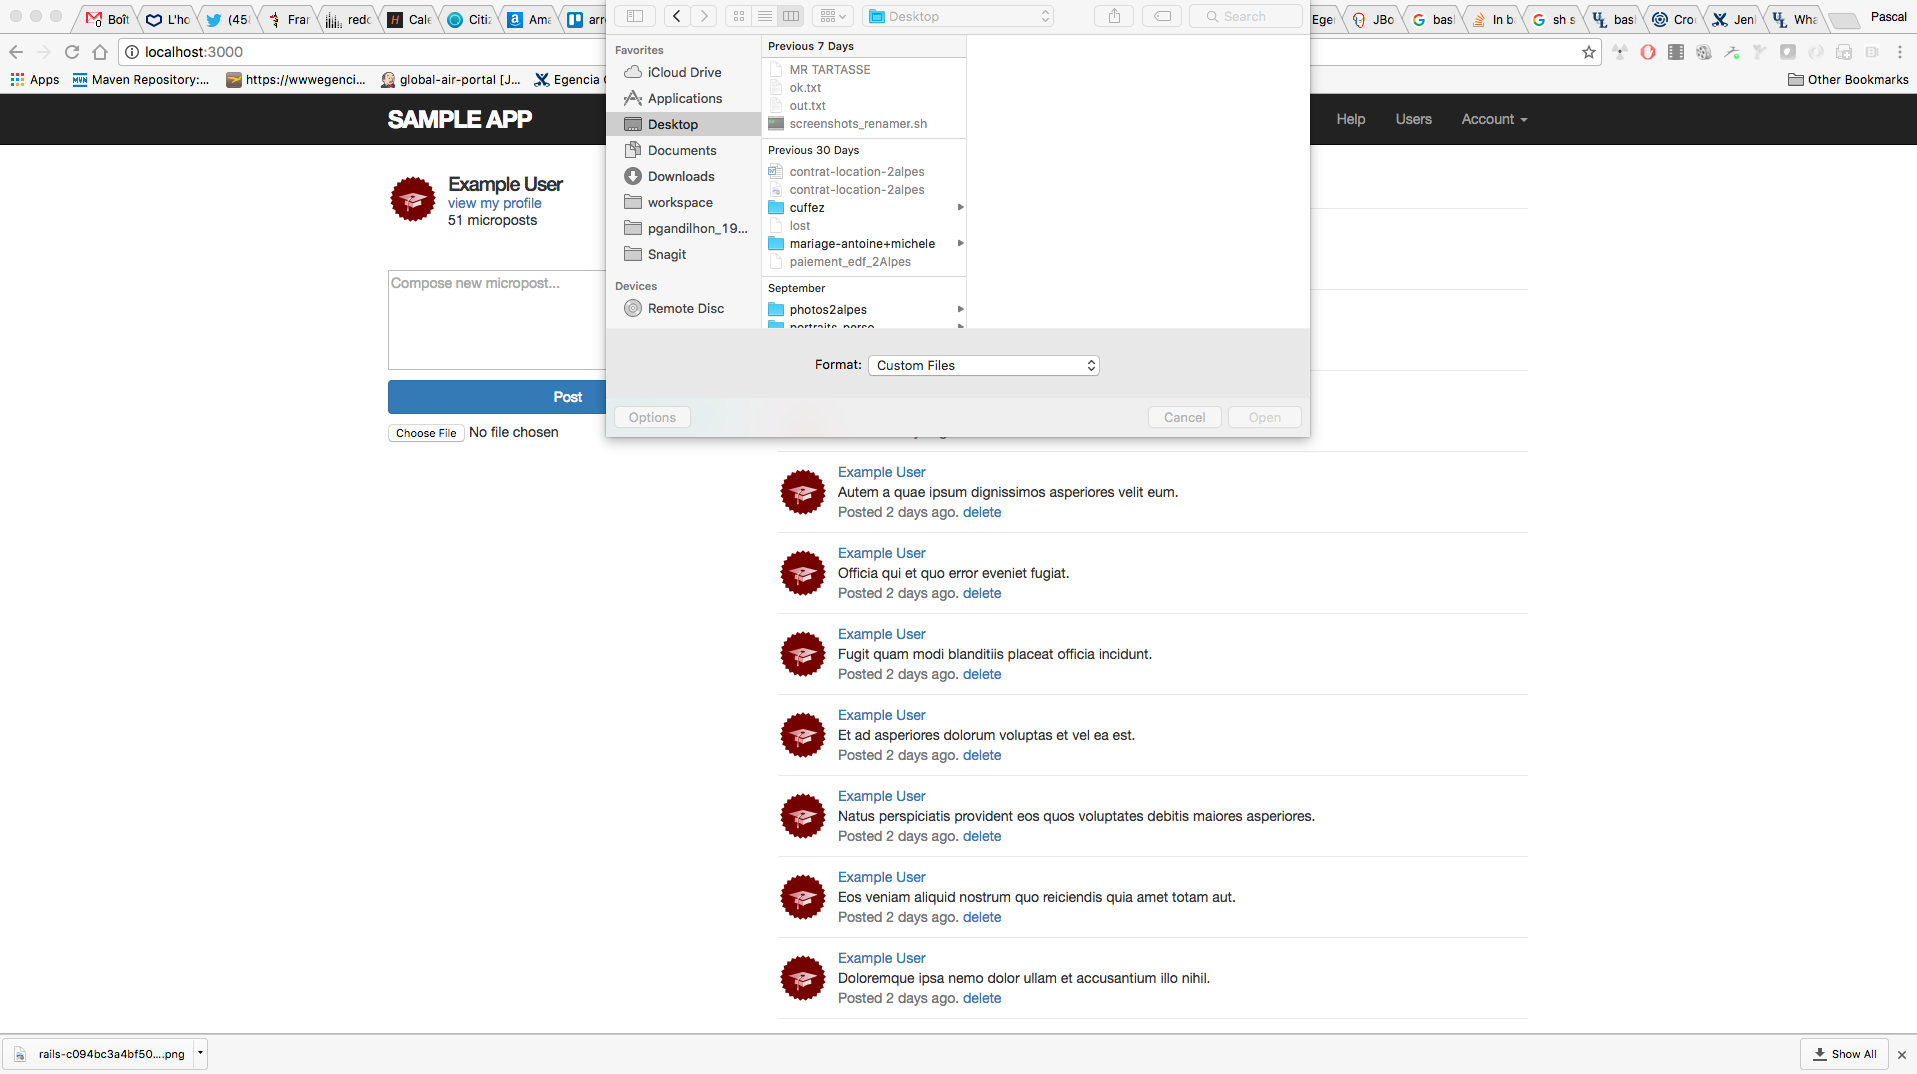 Boît
L'ho
(45
Fran
redo
Cale
Citiz
Ama
arre
Desktop
Search
Eger
JBo
bas
In b
sh s
bas
Cro
Jen
Wha
Pascal
localhost:3000
Apps
Maven Repository:...
https://wwwegenci...
global-air-portal [J...
Egencia
Other Bookmarks
SAMPLE APP
Help
Users
Account
Favorites
iCloud Drive
Applications
Desktop
Documents
Downloads
workspace
pgandilhon_19...
Snagit
Devices
Remote Disc
Previous 7 Days
MR TARTASSE
ok.txt
out.txt
screenshots_renamer.sh
Previous 30 Days
contrat-location-2alpes
contrat-location-2alpes
cuffez
lost
mariage-antoine+michele
paiement_edf_2Alpes
September
photos2alpes
portraits-perso
Format: Custom Files
Options
Cancel
Open
Example User
view my profile
51 microposts
Compose new micropost...
Post
Choose File No file chosen
Example User
Autem a quae ipsum dignissimos asperiores velit eum.
Posted 2 days ago. delete
Example User
Officia qui et quo error eveniet fugiat.
Posted 2 days ago. delete
Example User
Fugit quam modi blanditiis placeat officia incidunt.
Posted 2 days ago. delete
Example User
Et ad asperiores dolorum voluptas et vel ea est.
Posted 2 days ago. delete
Example User
Natus perspiciatis provident eos quos voluptates debitis maiores asperiores.
Posted 2 days ago. delete
Example User
Eos veniam aliquid nostrum quo reiciendis quia amet totam aut.
Posted 2 days ago. delete
Example User
Doloremque ipsa nemo dolor ullam et accusantium illo nihil.
Posted 2 days ago. delete
rails-c094bc3a4bf50....png
Show All